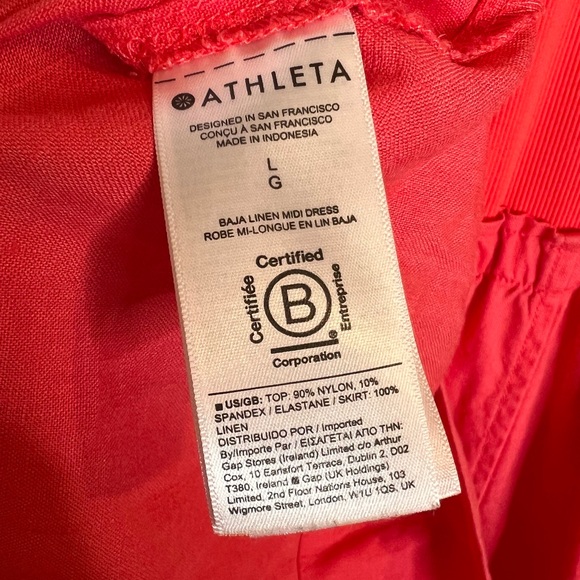 ATHLETA
DESIGNED IN SAN FRANCISCO
CONÇU À SAN FRANCISCO
MADE IN INDONESIA
L
G
BAJA LINEN MIDI DRESS
ROBE MI-LONGUE EN LIN BAJA
Certified
Certifiée
B
Entreprise
®
Corporation
US/GB: TOP: 90% NYLON, 10%
SPANDEX / ELASTANE / SKIRT: 100%
LINEN
DISTRIBUIDO POR / Imported
By/Importe Par / ΕΙΣΑΓΕΤΑΙ ΑΠΟ ΤΗΝ:
Gap Stores (Ireland) Limited c/o Arthur
Cox, 10 Earlsfort Terrace, Dublin 2, D02
T380, Ireland Gap (UK Holdings)
Limited, 2nd Floor Nations House, 103
Wigmore Street, London, W1U 1QS, UK